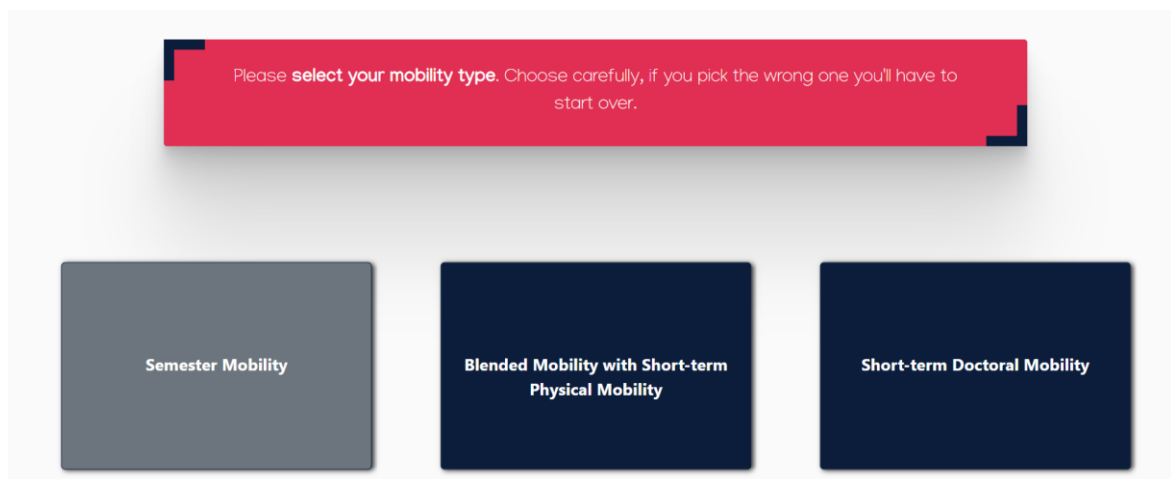 Please select your mobility type. Choose carefully, if you pick the wrong one you'll have to
start over.
Semester Mobility
Blended Mobility with Short-term
Physical Mobility
Short-term Doctoral Mobility